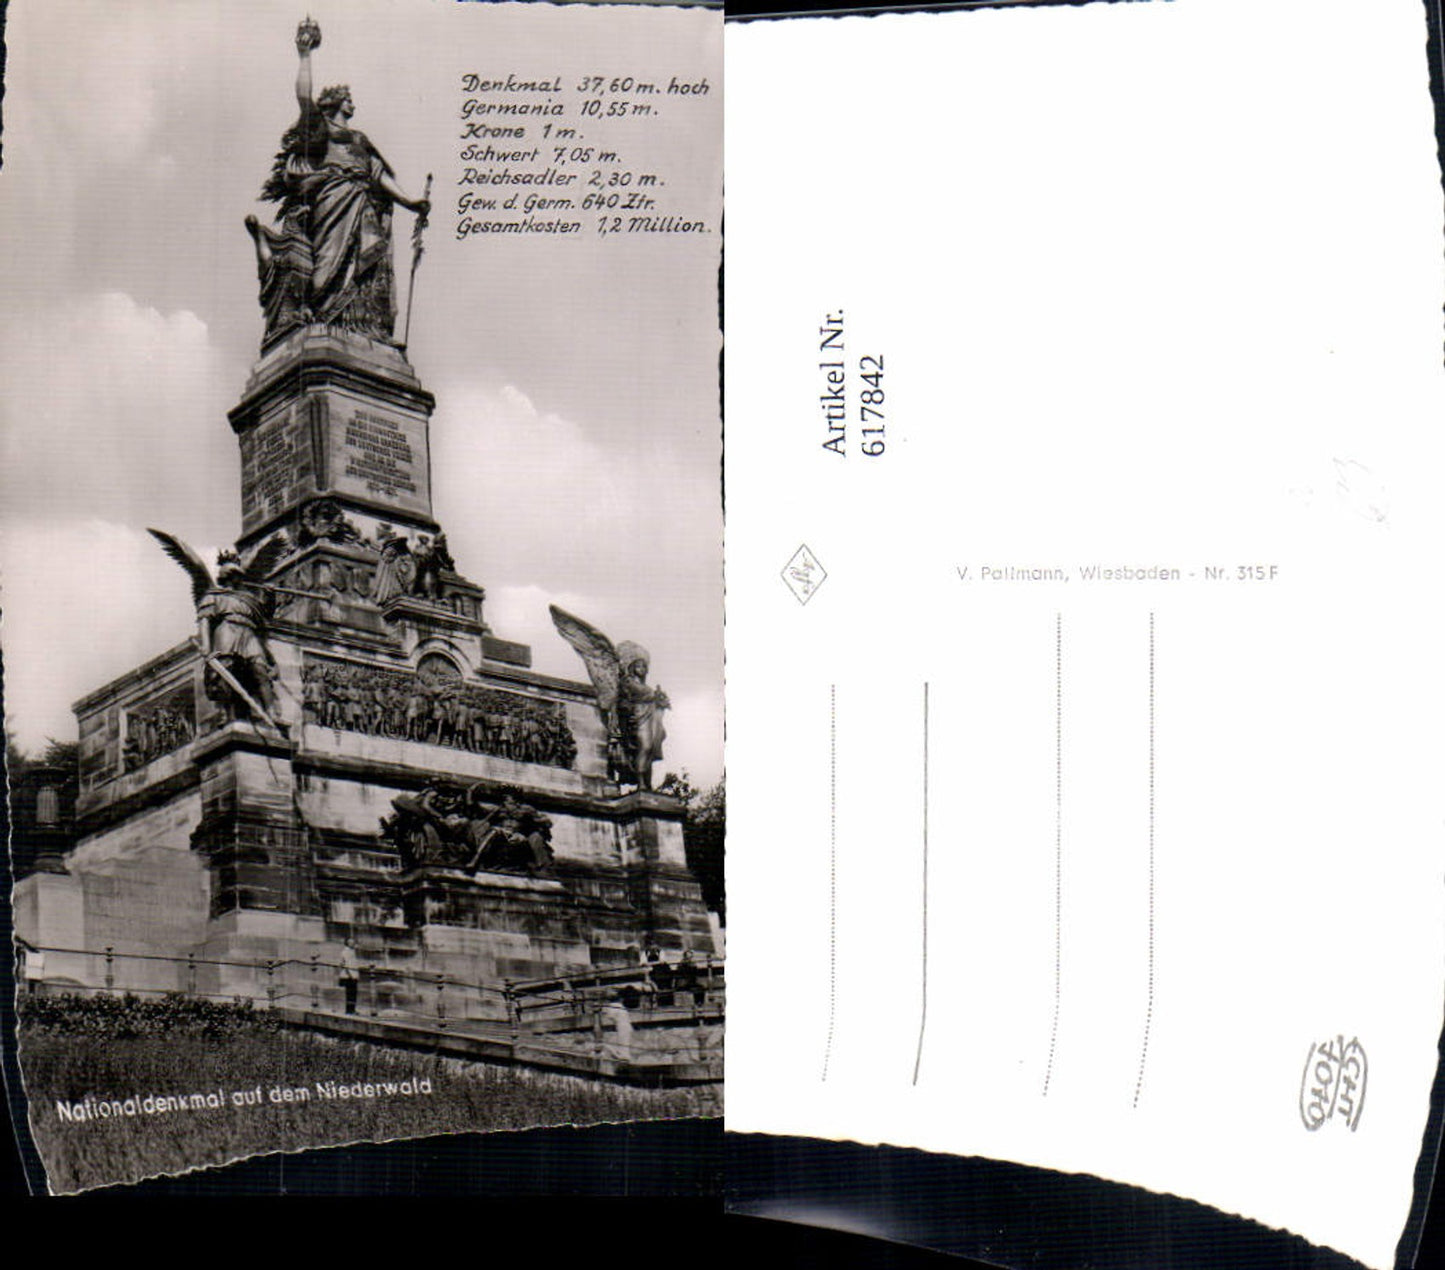 Denkmal 37,60 m. hoch
Germania 10,55 m.
Krone 1 m.
Schwert 7,05 m.
Reichsadler 2,30 m.
Gew. d. Germ. 640 Ztr.
Gesamtkosten 1,2 Million.
Nationaldenkmal auf dem Niederwald
Artikel Nr.
617842
V. Pallmann, Wiesbaden - Nr. 315 F
ECHT
FOTO